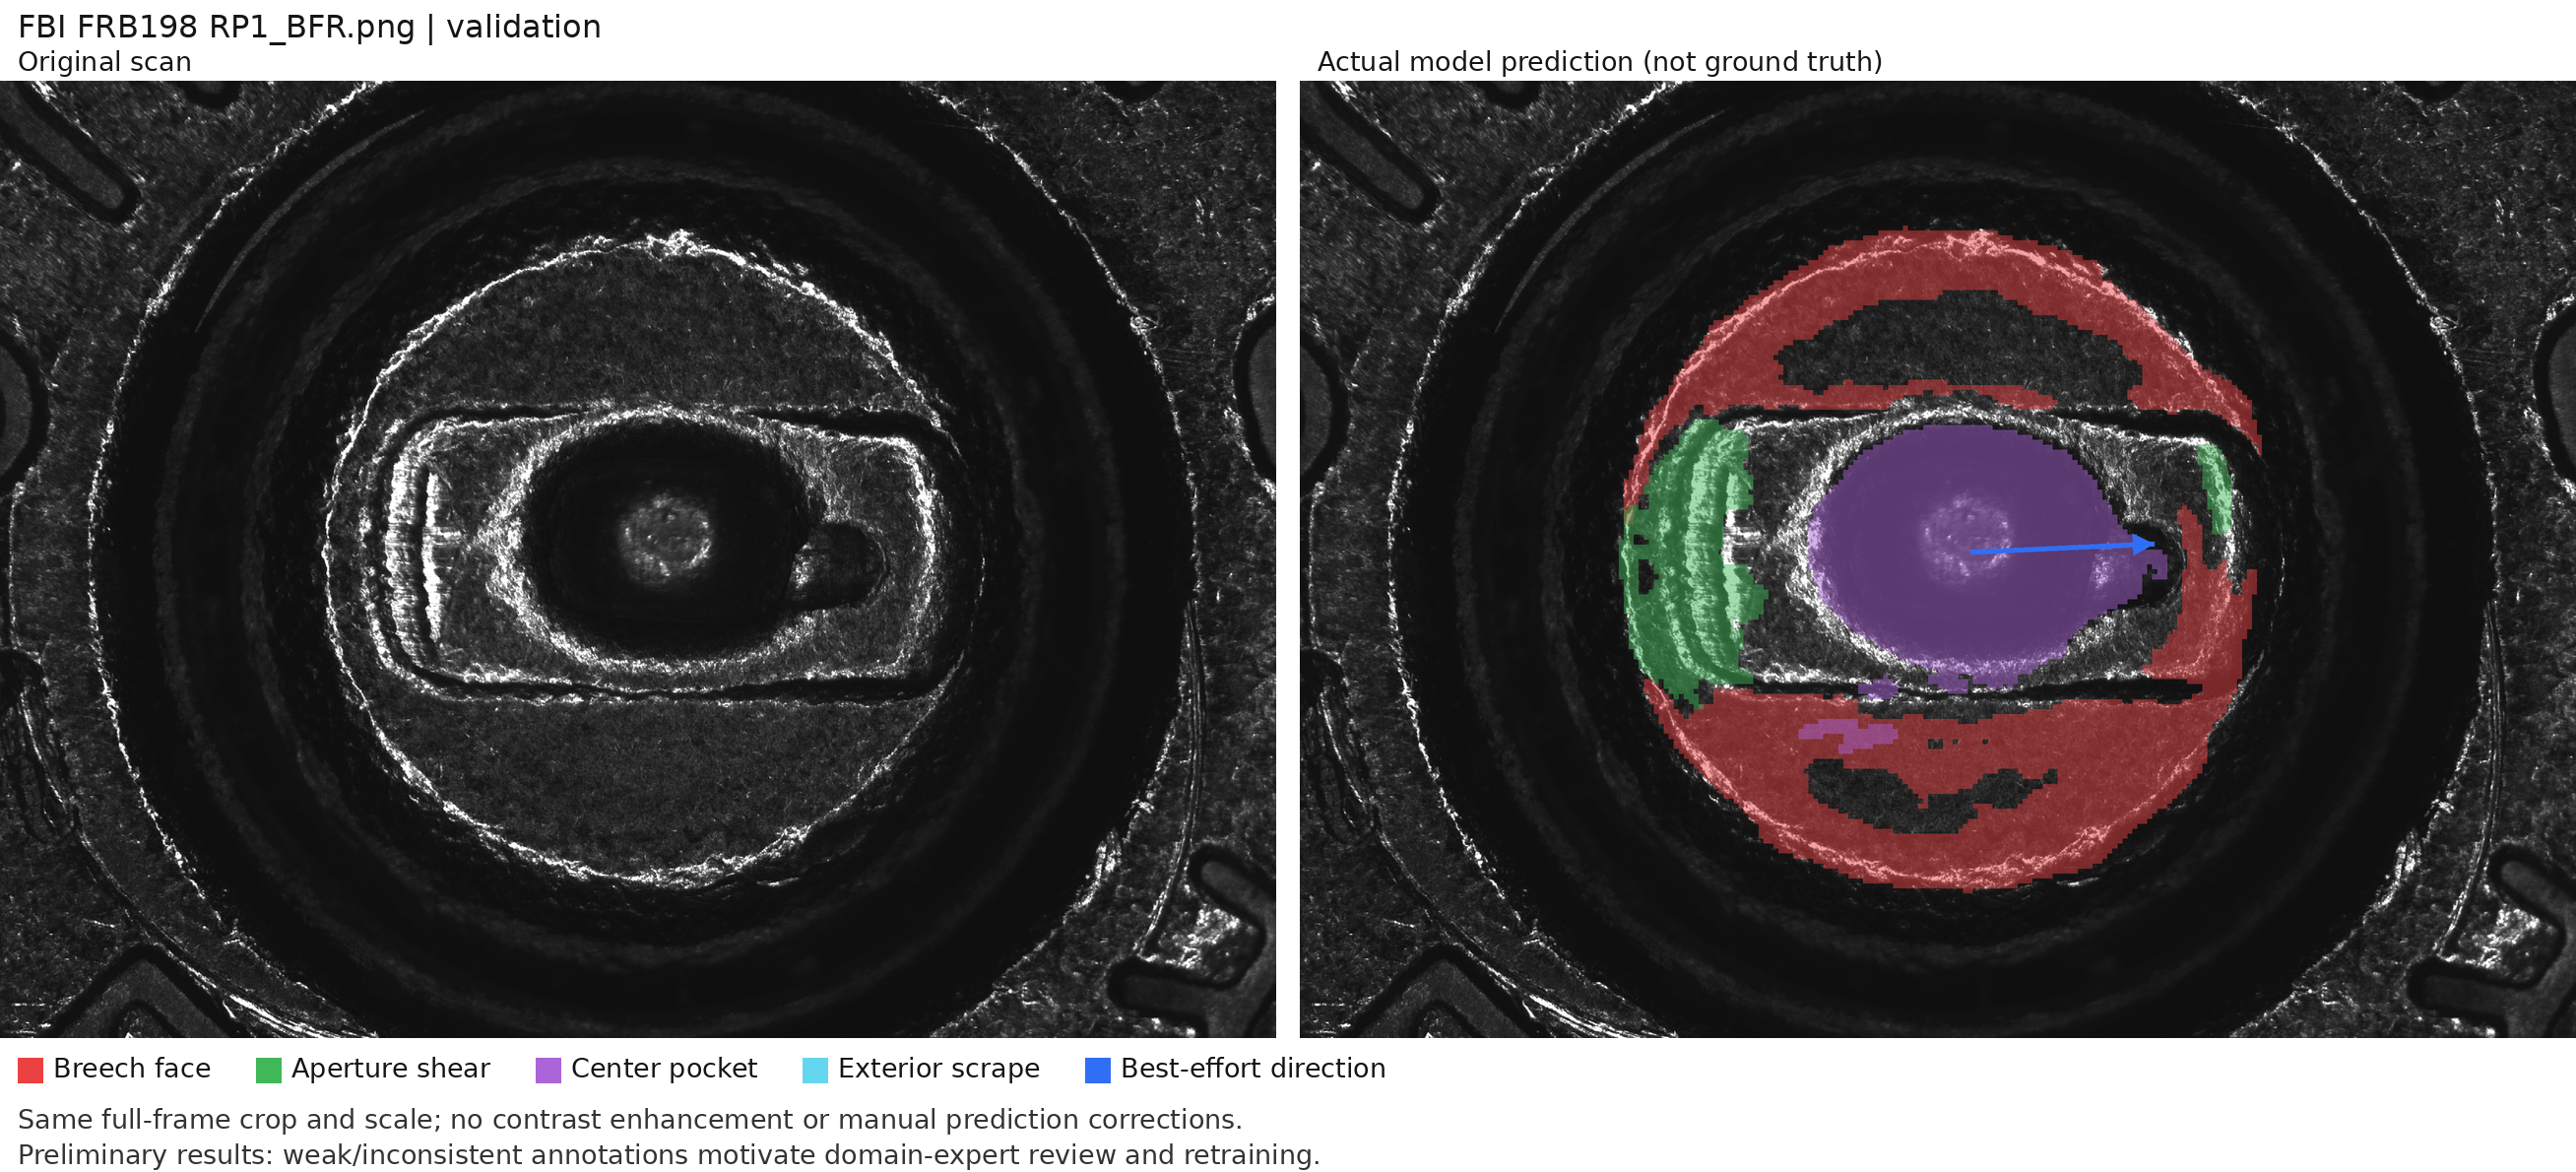 FBI FRB198 RP1_BFR.png | validation
Original scan
Actual model prediction (not ground truth)
Breech face
Aperture shear
Center pocket
Exterior scrape
Best-effort direction
Same full-frame crop and scale; no contrast enhancement or manual prediction corrections.
Preliminary results: weak/inconsistent annotations motivate domain-expert review and retraining.